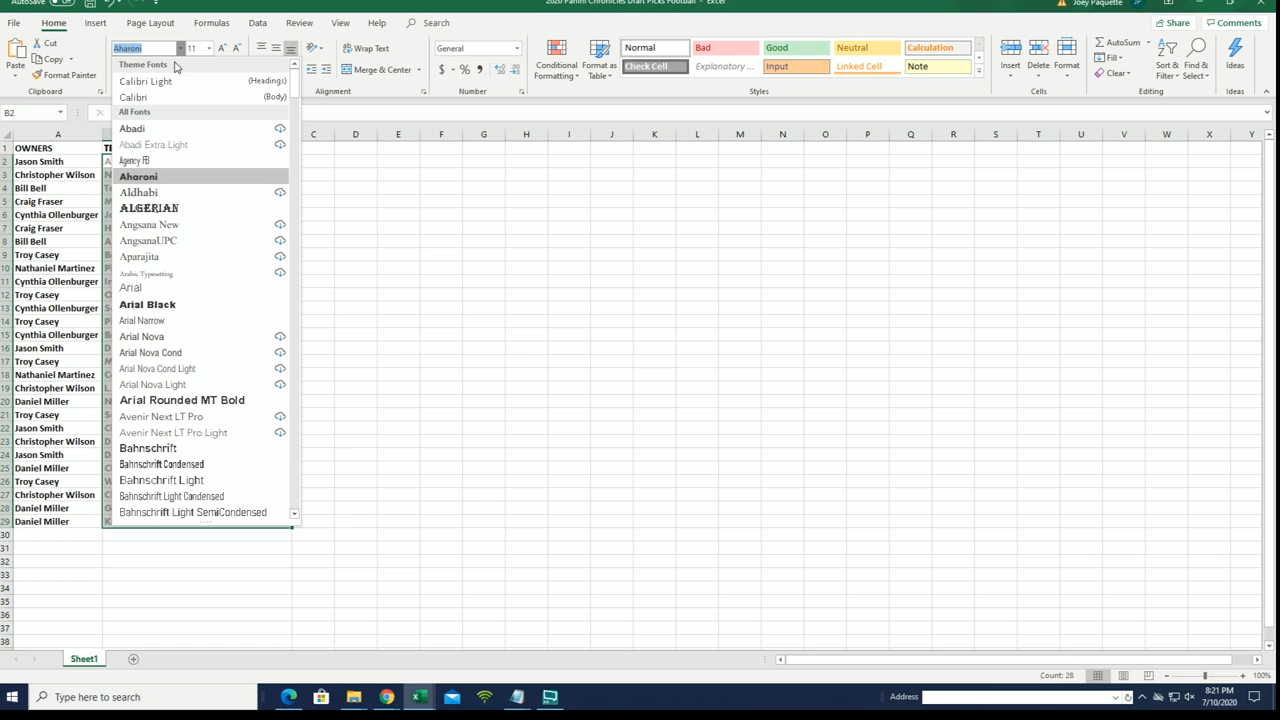 AutoSave Off
2020 Panini Chronicles Draft Picks Football - Excel
Joey Paquette JP
File Home Insert Page Layout Formulas Data Review View Help Search
Share Comments
Paste
Cut
Copy
Format Painter
Clipboard
Aharoni 11
Wrap Text
Merge & Center
Alignment
General
$ % ,
Number
Conditional Formatting
Format as Table
Normal Bad Good Neutral Calculation
Check Cell Explanatory ... Input Linked Cell Note
Styles
Insert Delete Format
Cells
AutoSum
Fill
Clear
Sort & Filter
Find & Select
Editing
Ideas
Ideas
B2
Theme Fonts
Calibri Light (Headings)
Calibri (Body)
All Fonts
Abadi
Abadi Extra Light
Agency FB
Aharoni
Aldhabi
ALGERIAN
Angsana New
AngsanaUPC
Aparajita
Arabic Typesetting
Arial
Arial Black
Arial Narrow
Arial Nova
Arial Nova Cond
Arial Nova Cond Light
Arial Nova Light
Arial Rounded MT Bold
Avenir Next LT Pro
Avenir Next LT Pro Light
Bahnschrift
Bahnschrift Condensed
Bahnschrift Light
Bahnschrift Light Condensed
Bahnschrift Light SemiCondensed
A C D E F G H I J K L M N O P Q R S T U V W X Y
1 OWNERS
2 Jason Smith
3 Christopher Wilson
4 Bill Bell
5 Craig Fraser
6 Cynthia Ollenburger
7 Craig Fraser
8 Bill Bell
9 Troy Casey
10 Nathaniel Martinez
11 Cynthia Ollenburger
12 Troy Casey
13 Cynthia Ollenburger
14 Troy Casey
15 Cynthia Ollenburger
16 Jason Smith
17 Troy Casey
18 Nathaniel Martinez
19 Christopher Wilson
20 Daniel Miller
21 Troy Casey
22 Jason Smith
23 Christopher Wilson
24 Jason Smith
25 Daniel Miller
26 Troy Casey
27 Christopher Wilson
28 Daniel Miller
29 Daniel Miller
30
31
32
33
34
35
36
37
38
Sheet1
Count: 28
100%
Type here to search
Address
8:21 PM
7/10/2020